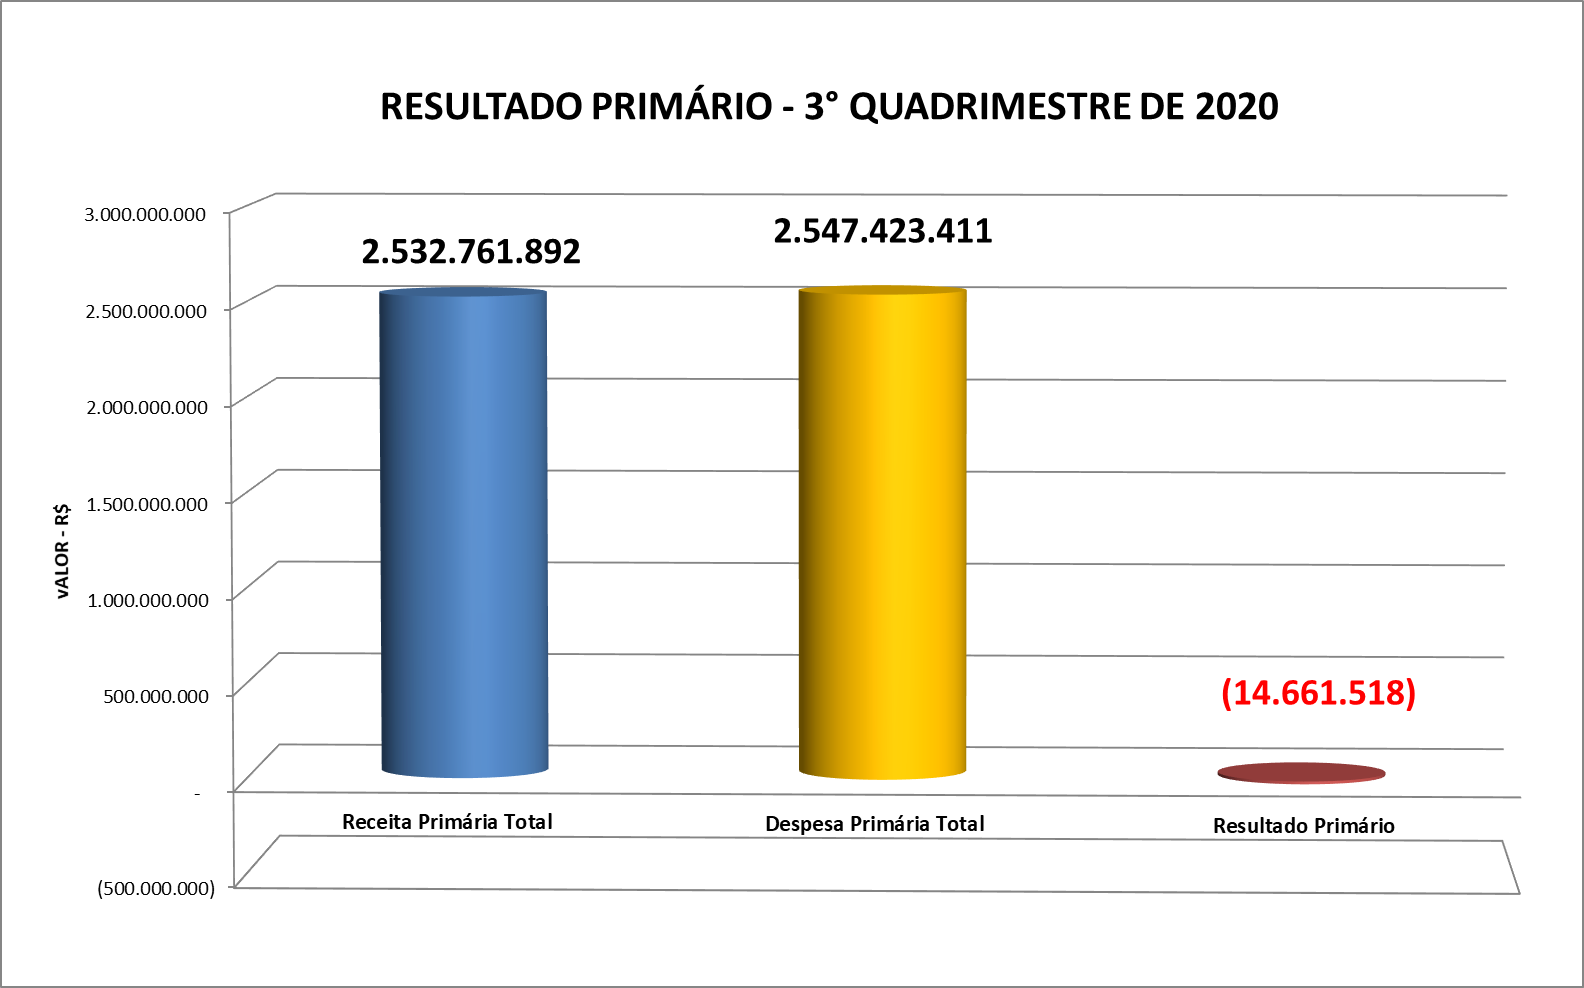 RESULTADO PRIMÁRIO - 3° QUADRIMESTRE DE 2020
3.000.000.000
2.532.761.892
2.547.423.411
2.500.000.000
2.000.000.000
1.500.000.000
vALOR - R$
1.000.000.000
500.000.000
(14.661.518)
-
Receita Primária Total
Despesa Primária Total
Resultado Primário
(500.000.000)